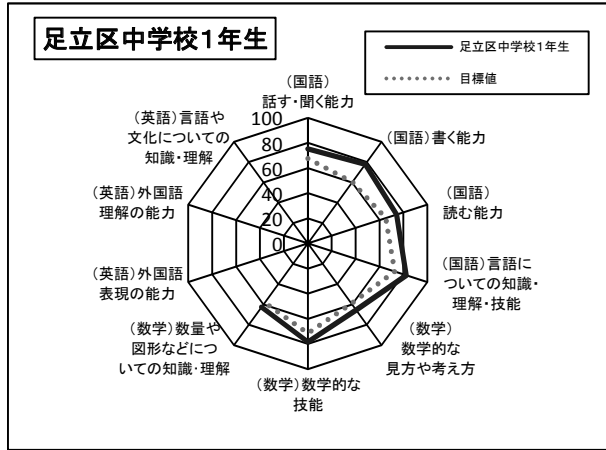 足立区中学校1年生
足立区中学校1年生
目標値
(国語)
話す・聞く能力
(国語)書く能力
(国語)
読む能力
(国語)言語に
ついての知識・
理解・技能
(数学)
数学的な
見方や考え方
(数学)数学的な
技能
(数学)数量や
図形などにつ
いての知識・理解
(英語)外国語
表現の能力
(英語)外国語
理解の能力
(英語)言語や
文化についての
知識・理解
100
80
60
40
20
0